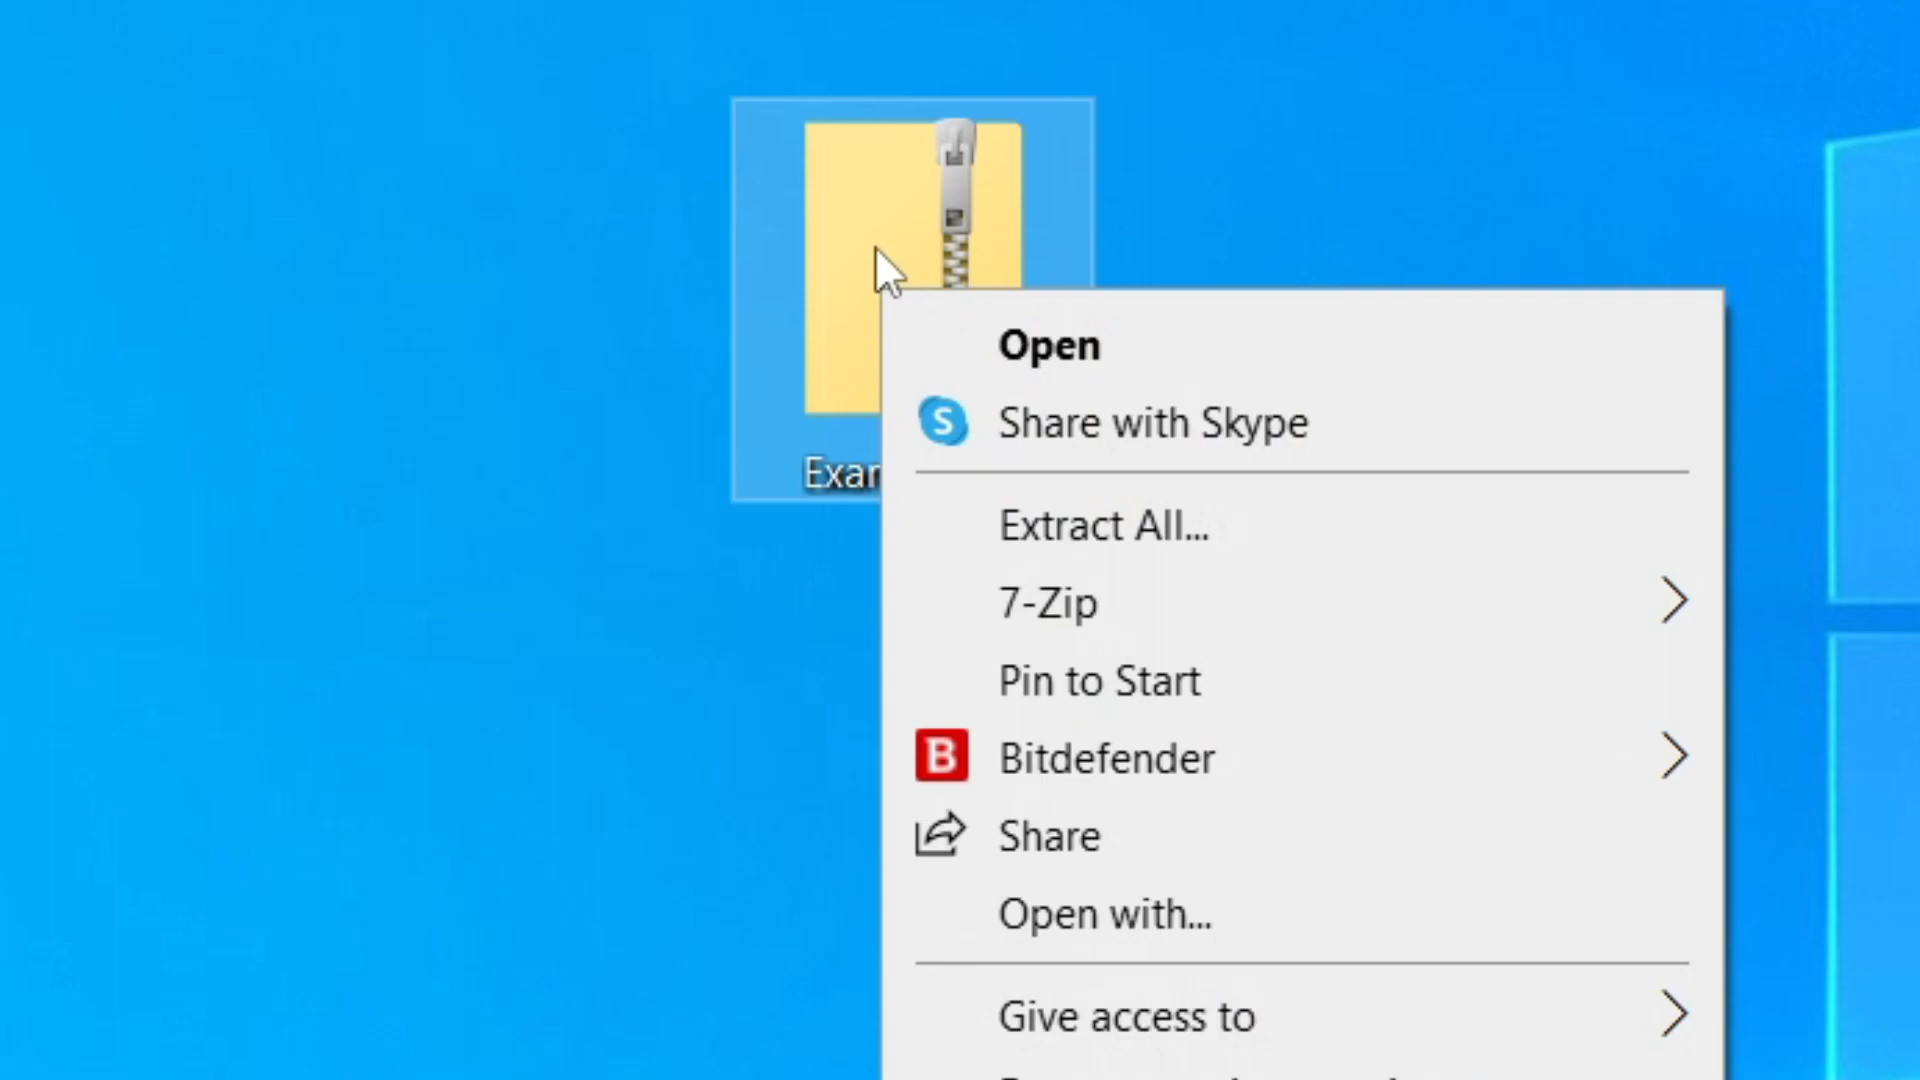 Open
S Share with Skype
Exar
Extract All...
7-Zip
Pin to Start
B Bitdefender
Share
Open with...
Give access to